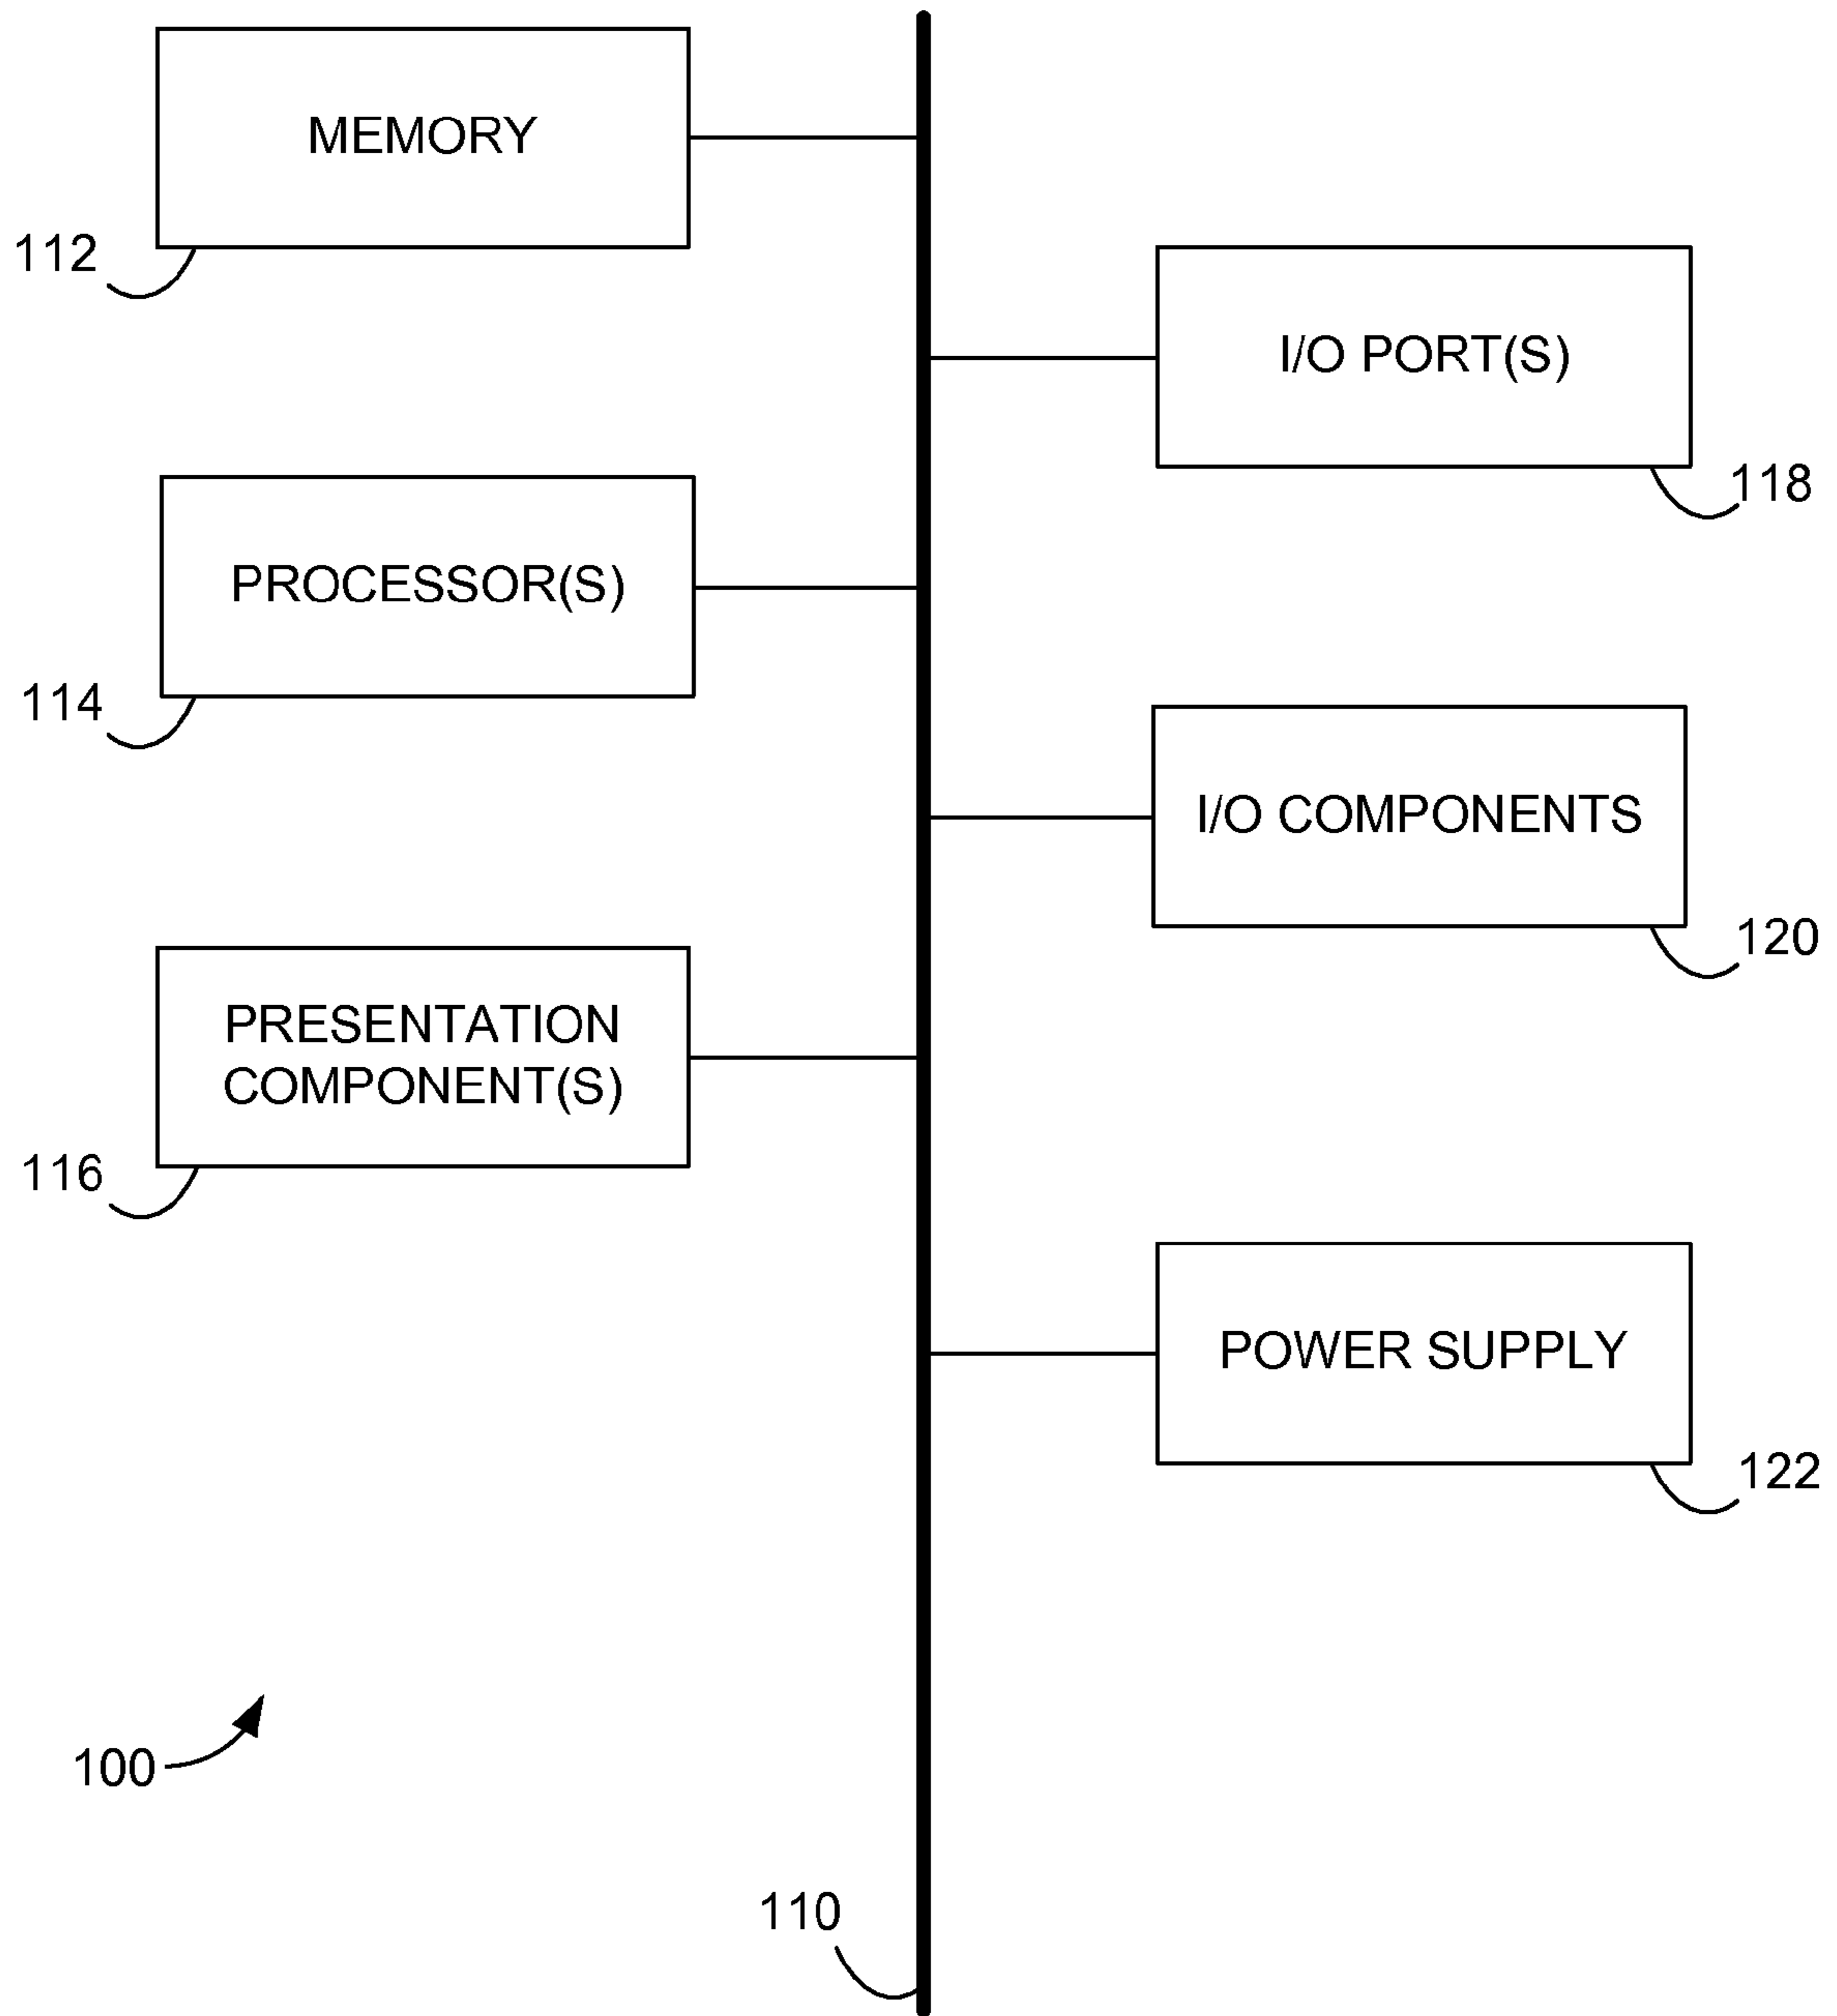 MEMORY
112
I/O PORT(S)
118
PROCESSOR(S)
114
I/O COMPONENTS
120
PRESENTATION
COMPONENT(S)
116
POWER SUPPLY
122
100
110